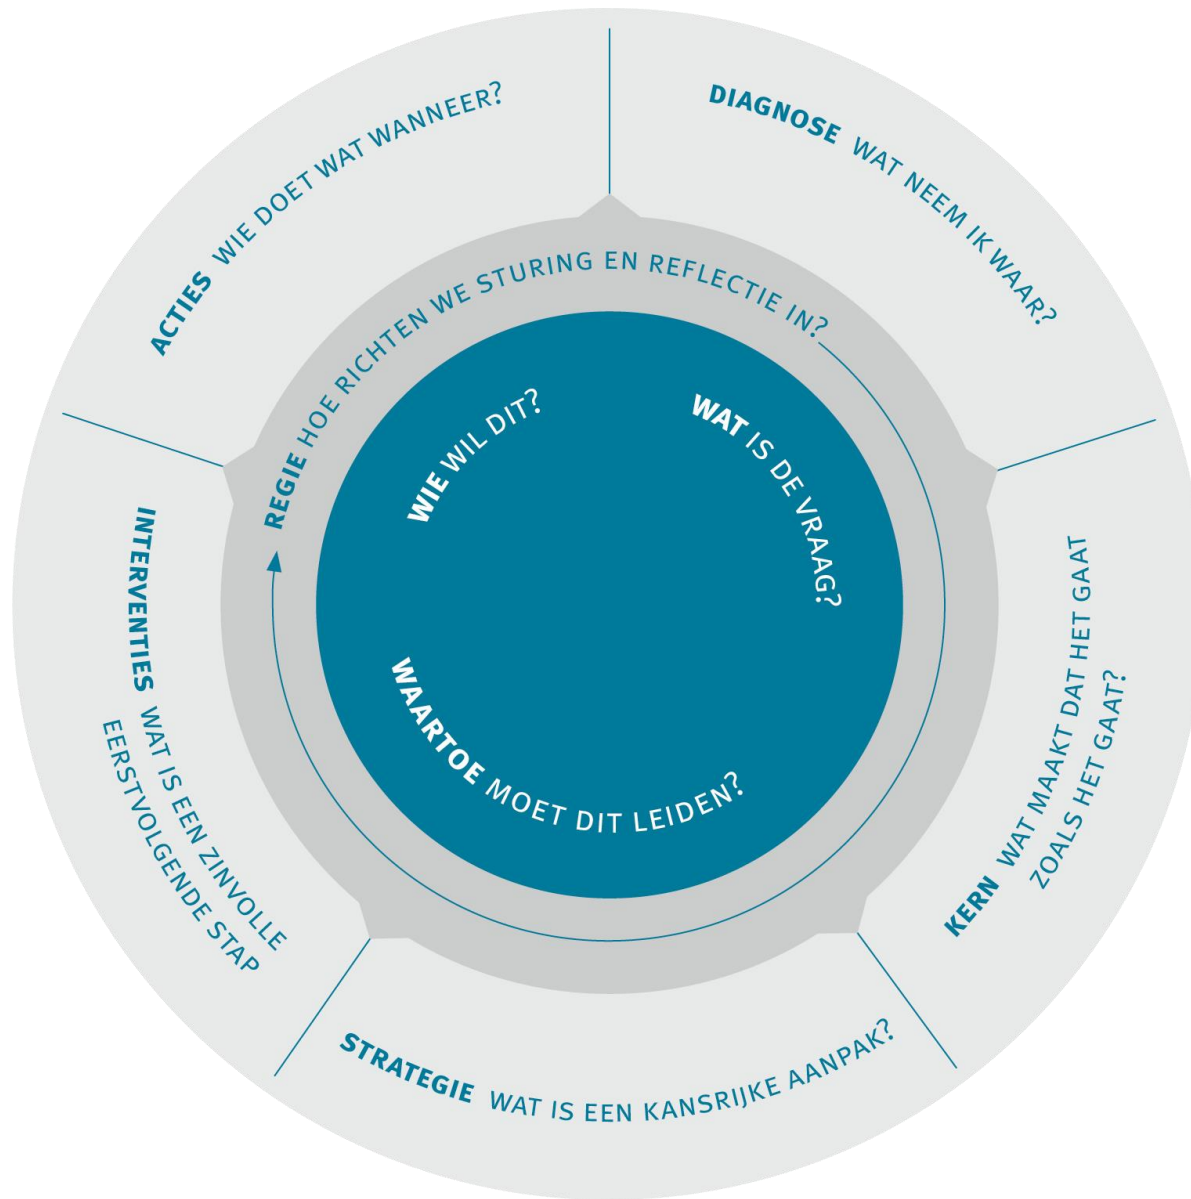 DIAGNOSE WAT NEEM IK WAAR?
KERN WAT MAAKT DAT HET GAAT
ZOALS HET GAAT?
STRATEGIE WAT IS EEN KANSRIJKE AANPAK?
INTERVENTIES WAT IS EEN ZINVOLLE
EERSTVOLGENDE STAP
ACTIES WIE DOET WAT WANNEER?
REGIE HOE RICHTEN WE STURING EN REFLECTIE IN?
WIE WIL DIT?
WAT IS DE VRAAG?
WAARTOE MOET DIT LEIDEN?